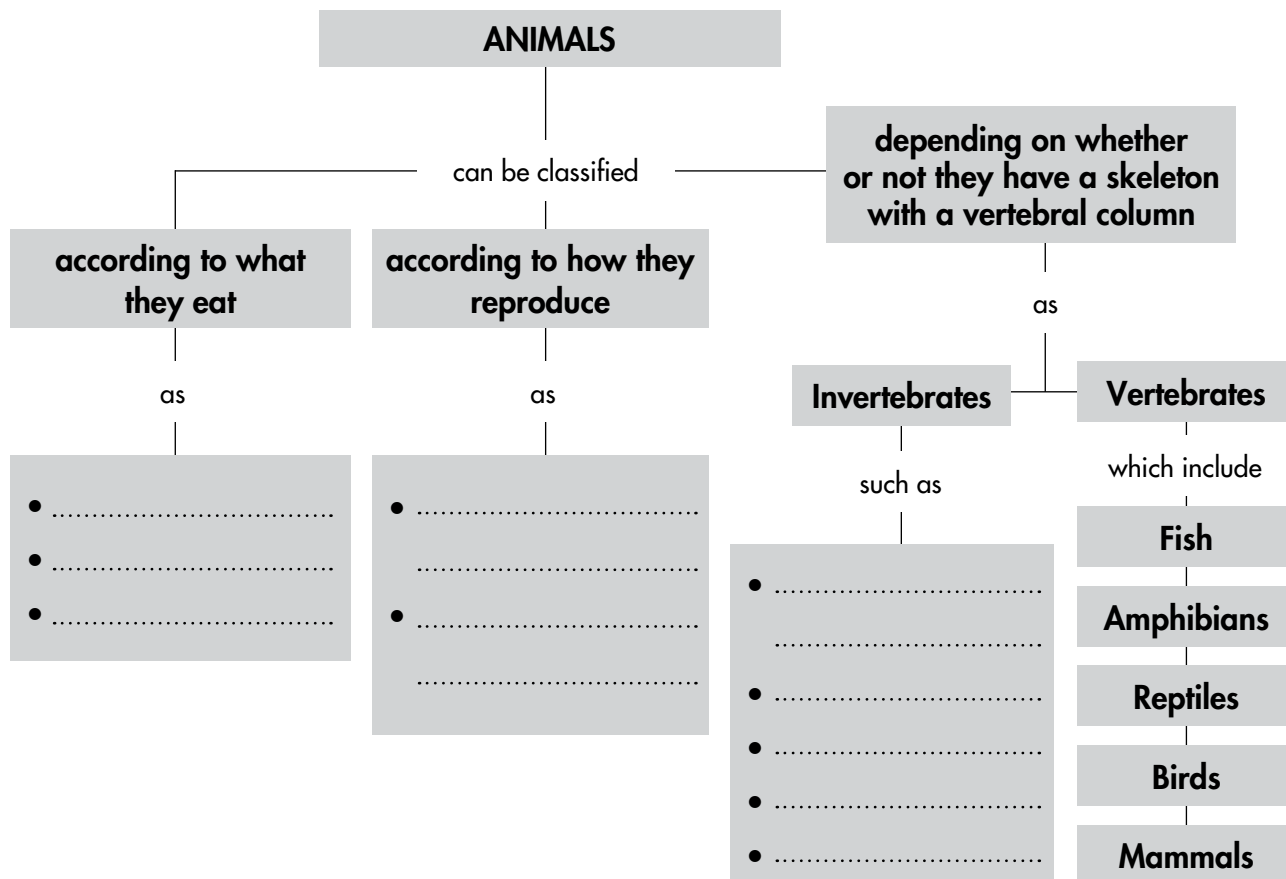 ANIMALS
can be classified
depending on whether
or not they have a skeleton
with a vertebral column
according to what
they eat
according to how they
reproduce
as
as
as
Invertebrates
Vertebrates
such as
which include
Fish
Amphibians
Reptiles
Birds
Mammals